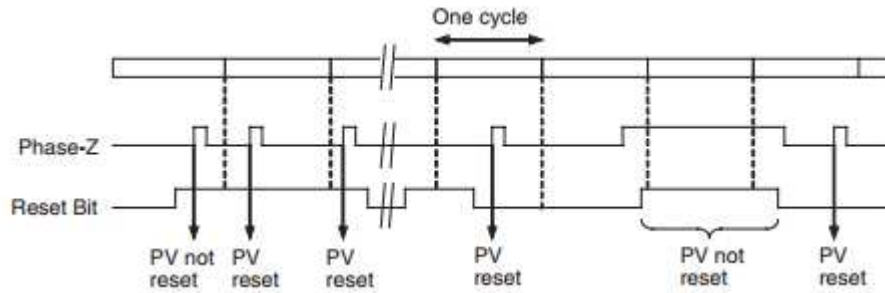 One cycle
Phase-Z
Reset Bit
PV not
reset
PV
reset
PV
reset
PV
reset
PV not
reset
PV
reset